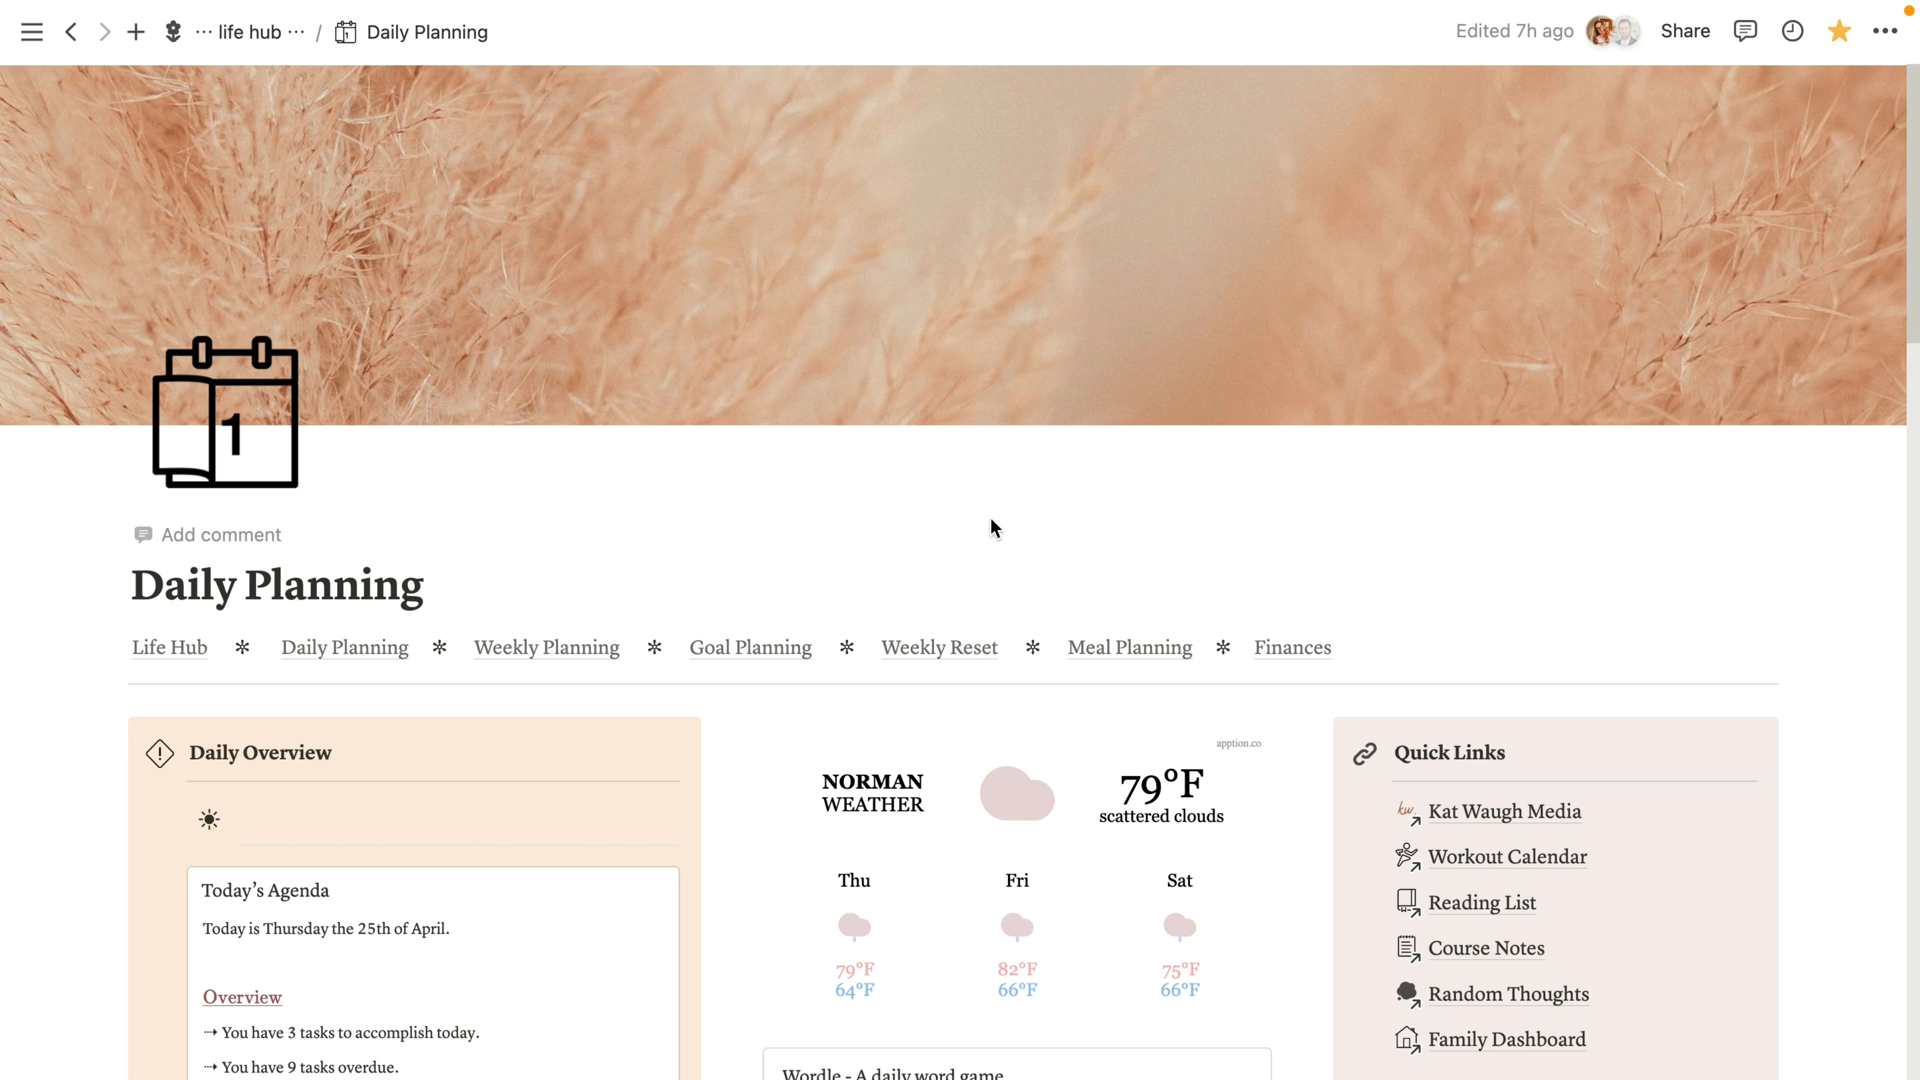 ··· life hub ··· / Daily Planning
Edited 7h ago
Share
1
Add comment
Daily Planning
Life Hub * Daily Planning * Weekly Planning * Goal Planning * Weekly Reset * Meal Planning * Finances
Daily Overview
Today’s Agenda
Today is Thursday the 25th of April.
Overview
⇢ You have 3 tasks to accomplish today.
⇢ You have 9 tasks overdue.
apption.co
NORMAN
WEATHER
79°F
scattered clouds
Thu Fri Sat
79°F 82°F 75°F
64°F 66°F 66°F
Wordle - A daily word game
Quick Links
kw. Kat Waugh Media
Workout Calendar
Reading List
Course Notes
Random Thoughts
Family Dashboard